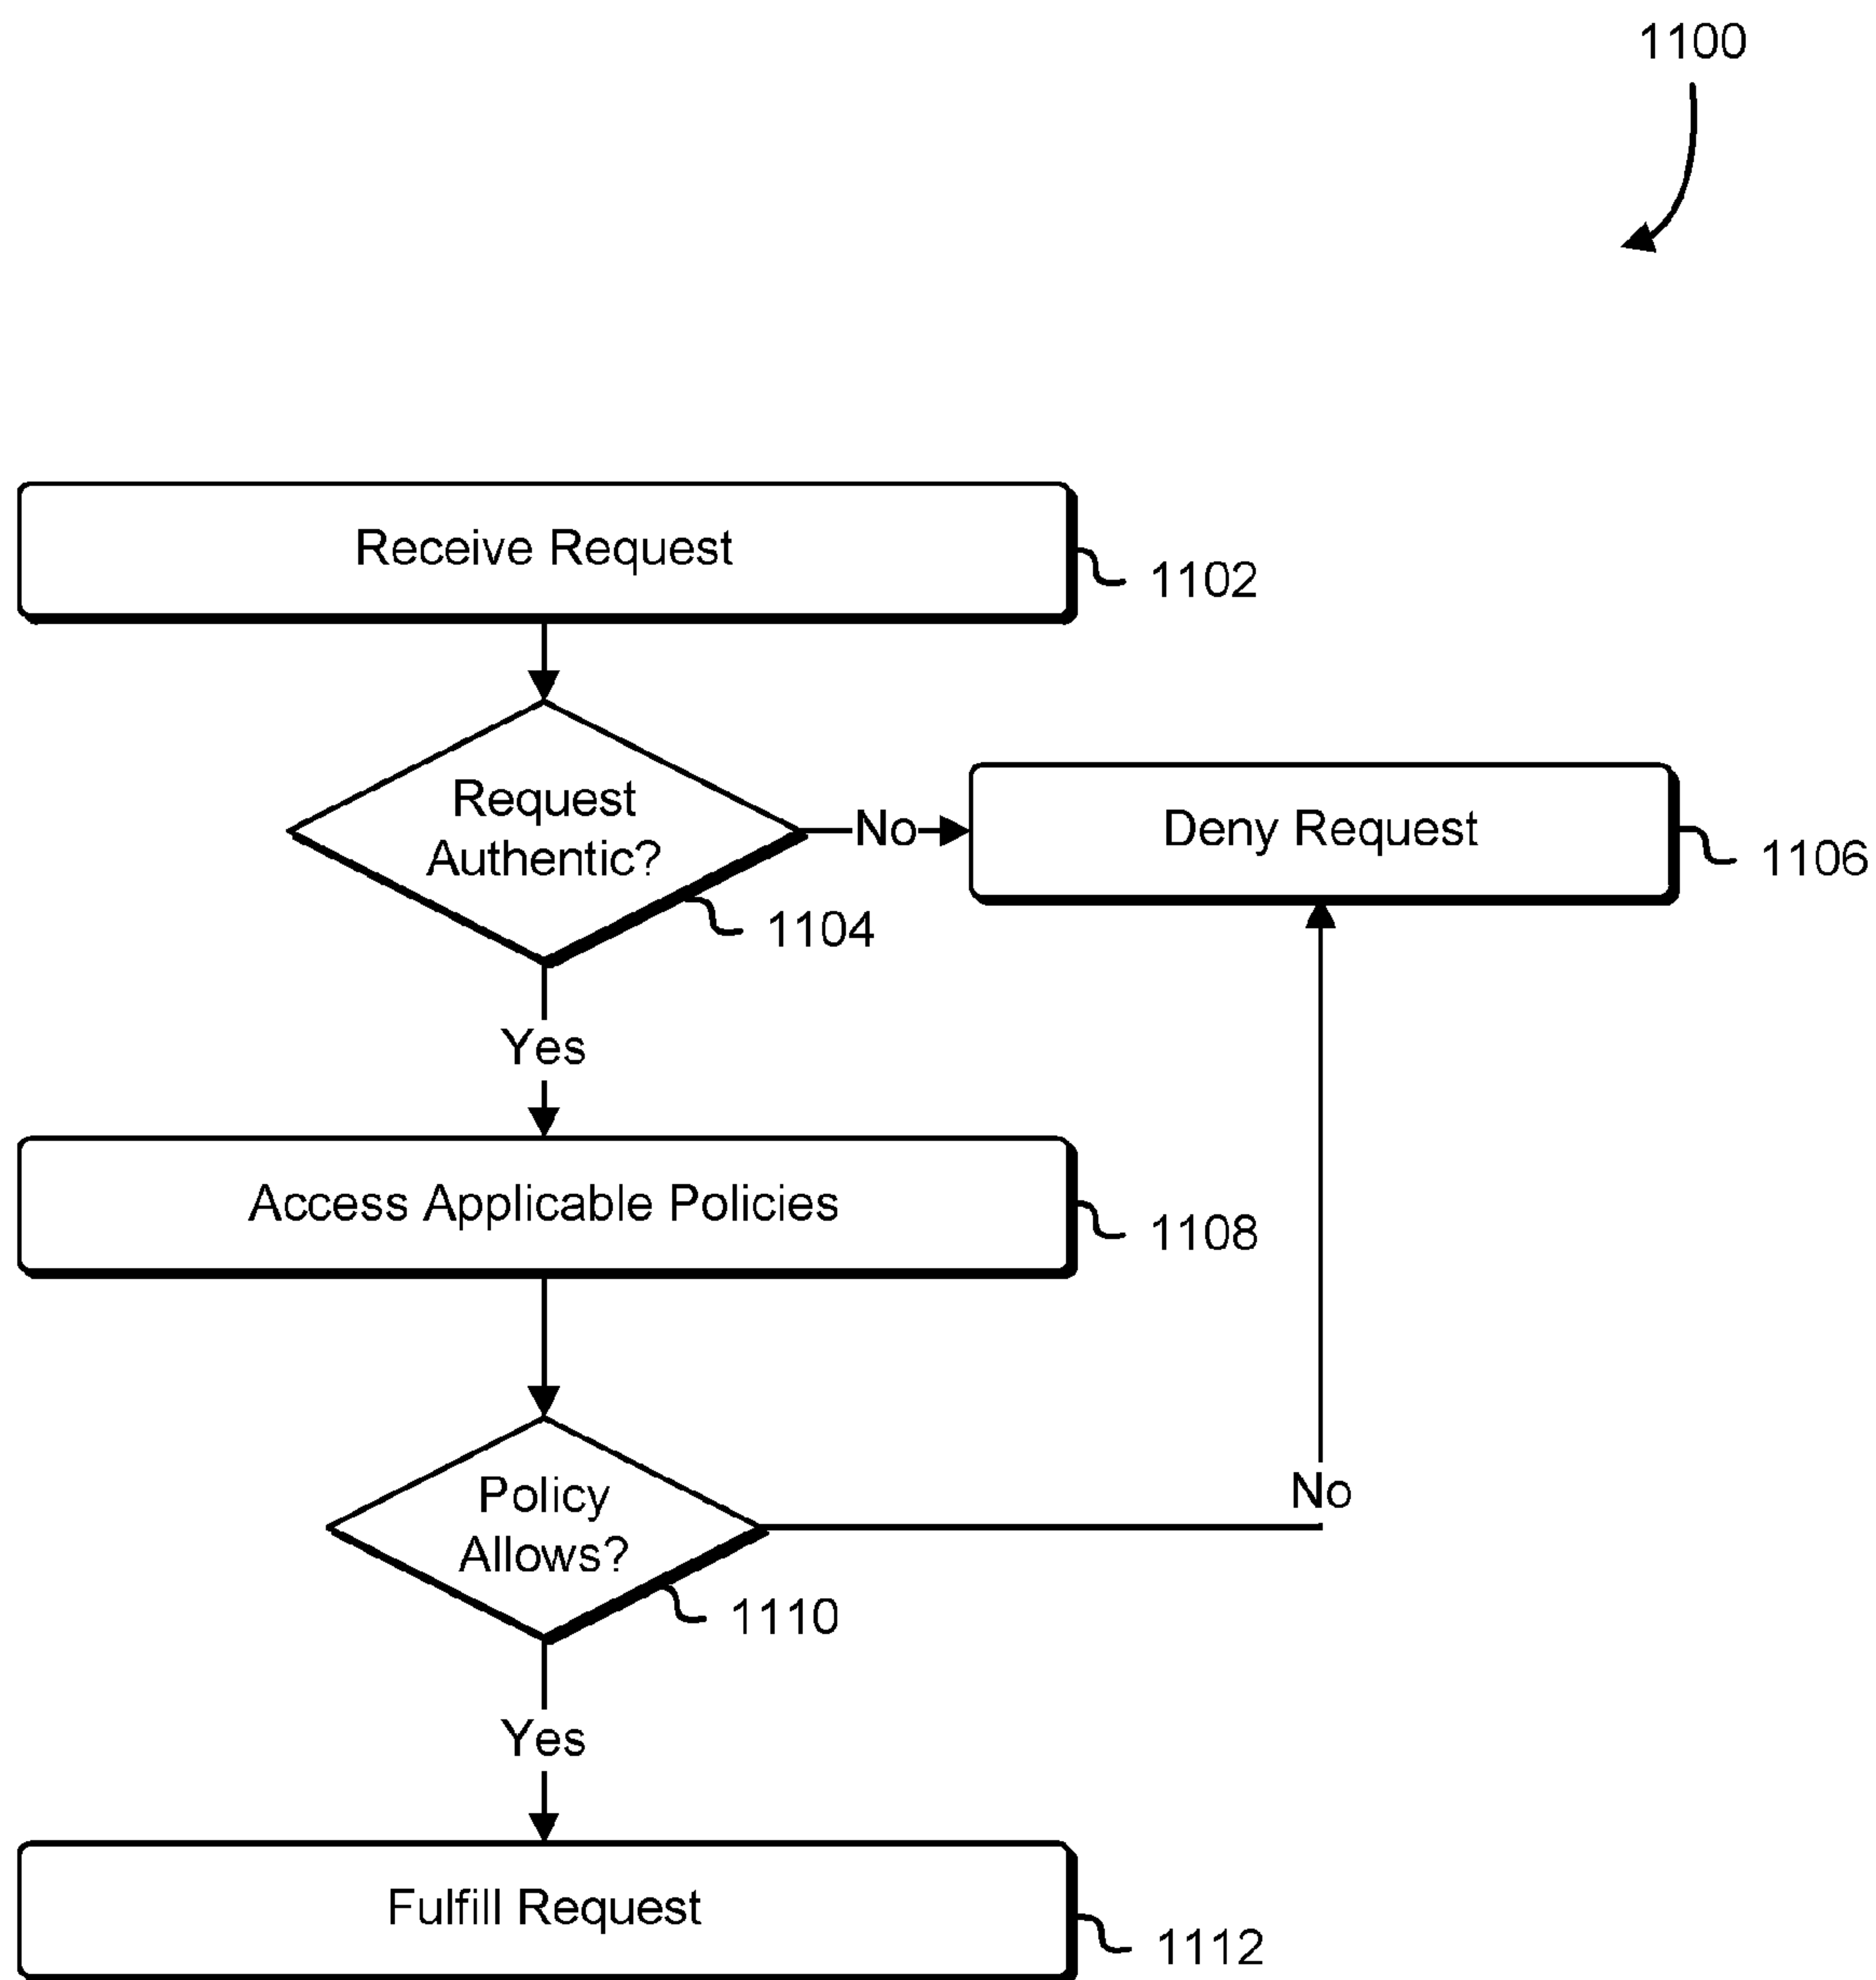 1100
Receive Request
1102
Request
Authentic?
No
Deny Request
1106
1104
Yes
Access Applicable Policies
1108
Policy
Allows?
No
1110
Yes
Fulfill Request
1112